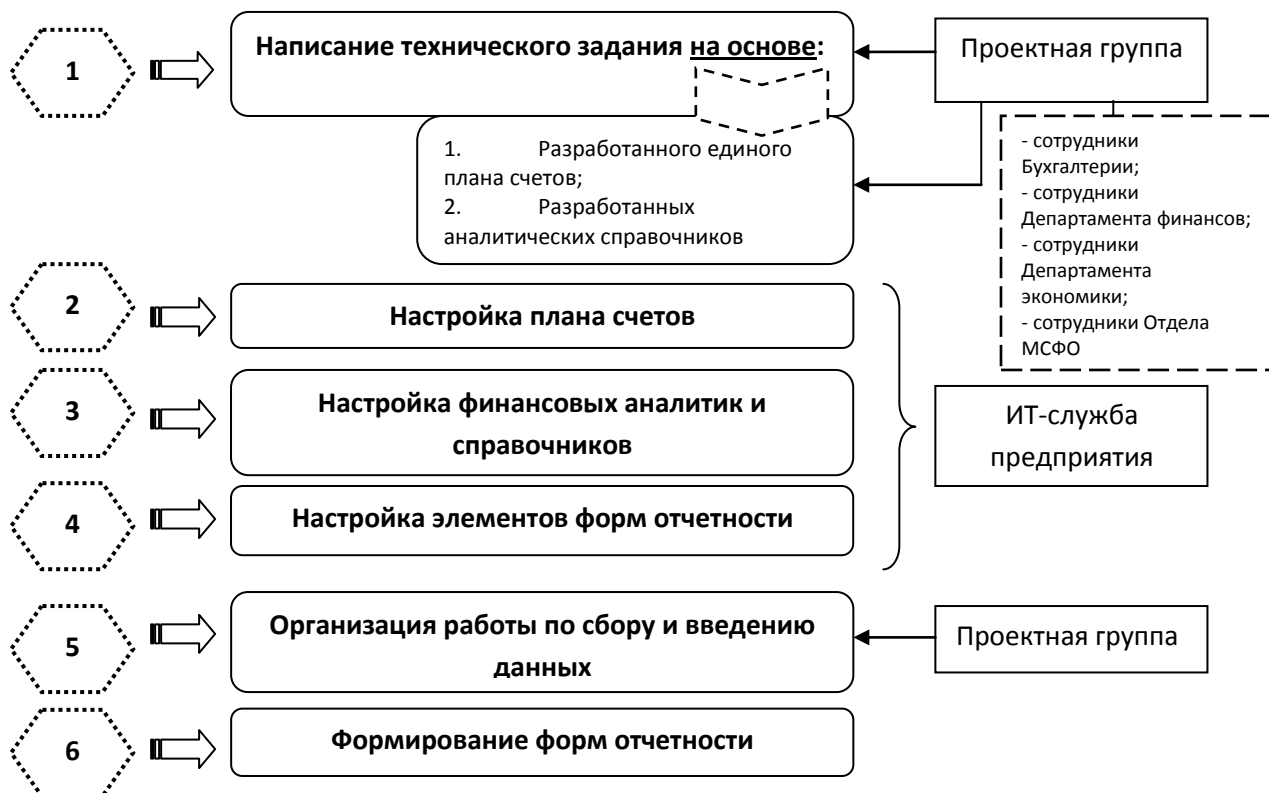 1
Написание технического задания на основе:
Проектная группа
1. Разработанного единого
плана счетов;
2. Разработанных
аналитических справочников
- сотрудники
Бухгалтерии;
- сотрудники
Департамента финансов;
- сотрудники
Департамента
экономики;
- сотрудники Отдела
МСФО
2
Настройка плана счетов
3
Настройка финансовых аналитик и
справочников
ИТ-служба
предприятия
4
Настройка элементов форм отчетности
5
Организация работы по сбору и введению
данных
Проектная группа
6
Формирование форм отчетности